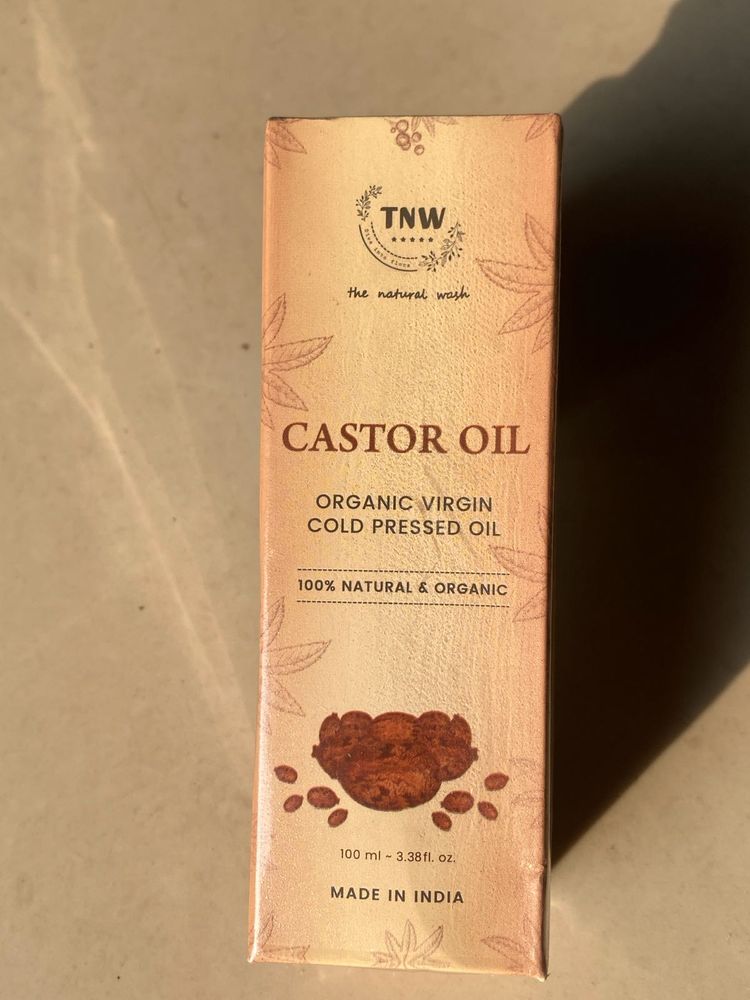 TNW
the natural wash
CASTOR OIL
ORGANIC VIRGIN
COLD PRESSED OIL
100% NATURAL & ORGANIC
100 ml ~ 3.38fl. oz.
MADE IN INDIA